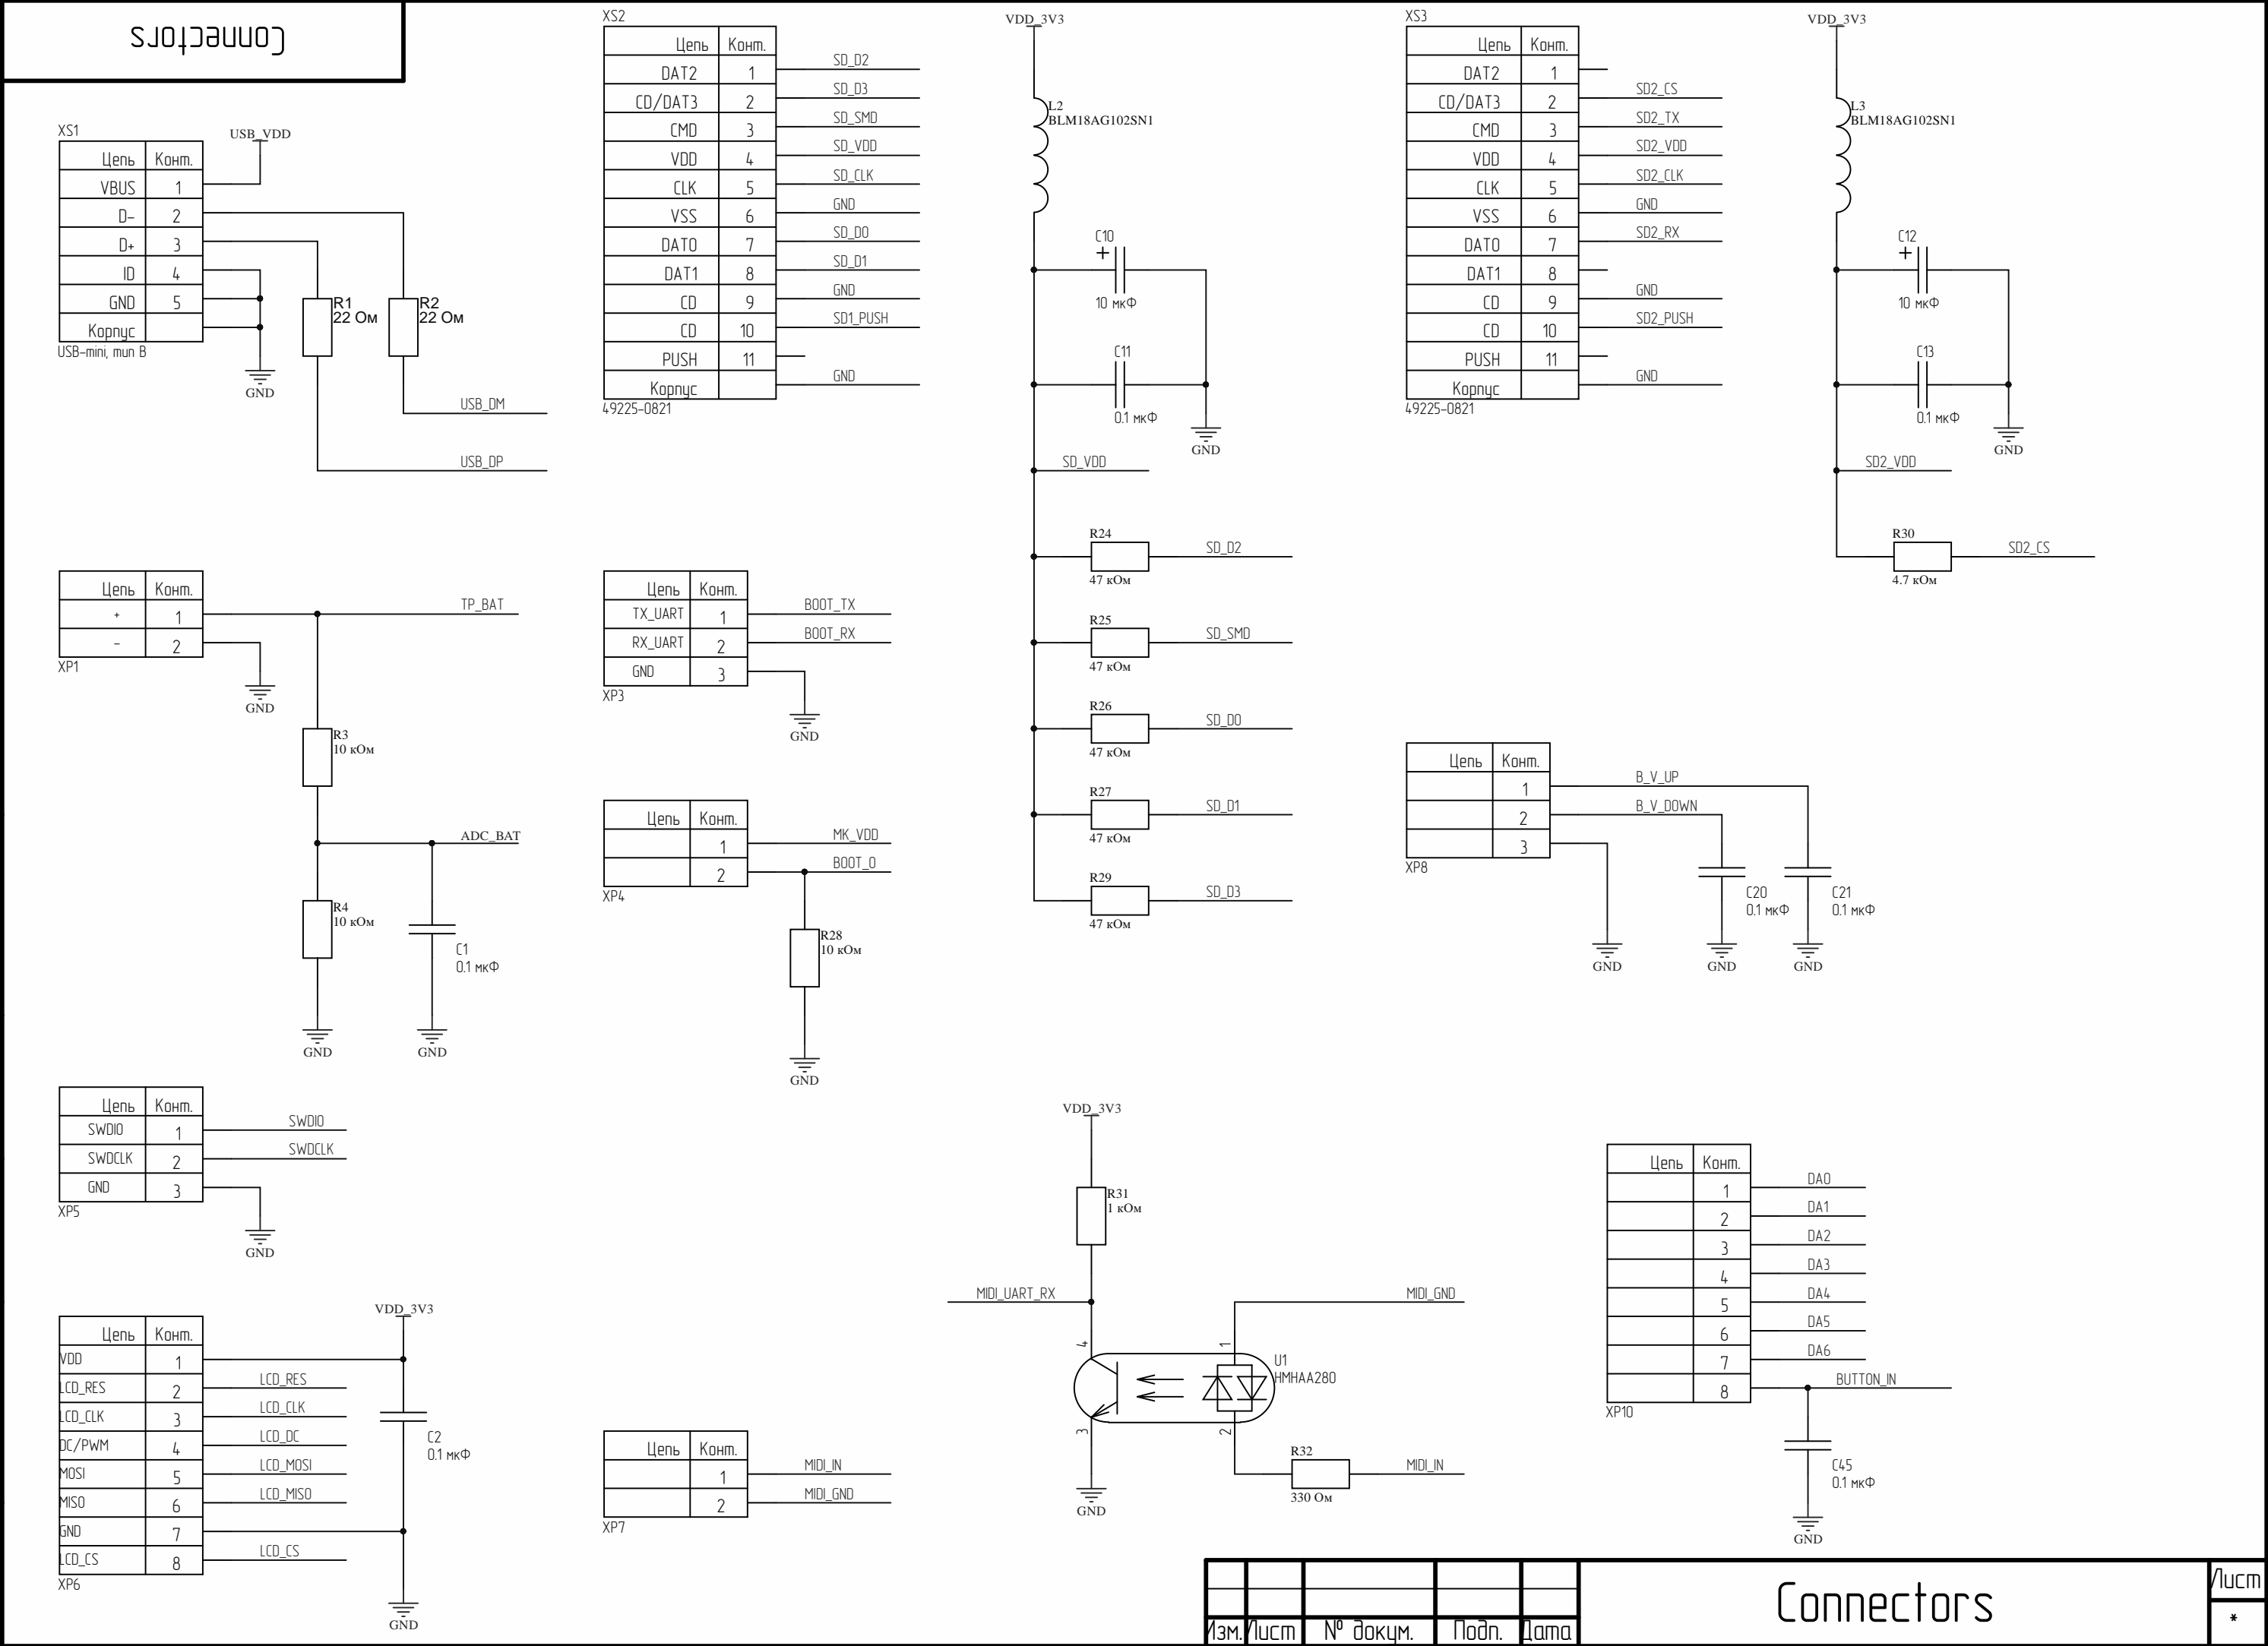 Connectors
XS1
Цепь Конт.
VBUS 1
D- 2
D+ 3
ID 4
GND 5
Корпус
USB-mini, тип B
USB_VDD
GND
R1
22 Ом
R2
22 Ом
USB_DM
USB_DP
XS2
Цепь Конт.
DAT2 1 SD_D2
CD/DAT3 2 SD_D3
CMD 3 SD_SMD
VDD 4 SD_VDD
CLK 5 SD_CLK
VSS 6 GND
DAT0 7 SD_D0
DAT1 8 SD_D1
CD 9 GND
CD 10 SD1_PUSH
PUSH 11
Корпус GND
49225-0821
VDD_3V3
L2
BLM18AG102SN1
C10
+
10 мкФ
C11
0.1 мкФ
GND
SD_VDD
R24
47 кОм
SD_D2
R25
47 кОм
SD_SMD
R26
47 кОм
SD_D0
R27
47 кОм
SD_D1
R29
47 кОм
SD_D3
XS3
Цепь Конт.
DAT2 1
CD/DAT3 2 SD2_CS
CMD 3 SD2_TX
VDD 4 SD2_VDD
CLK 5 SD2_CLK
VSS 6 GND
DAT0 7 SD2_RX
DAT1 8
CD 9 GND
CD 10 SD2_PUSH
PUSH 11
Корпус GND
49225-0821
VDD_3V3
L3
BLM18AG102SN1
C12
+
10 мкФ
C13
0.1 мкФ
GND
SD2_VDD
R30
4.7 кОм
SD2_CS
Цепь Конт.
+ 1 TP_BAT
- 2
XP1
GND
R3
10 кОм
ADC_BAT
R4
10 кОм
C1
0.1 мкФ
GND
GND
Цепь Конт.
TX_UART 1 BOOT_TX
RX_UART 2 BOOT_RX
GND 3
XP3
GND
Цепь Конт.
1 MK_VDD
2 BOOT_0
XP4
R28
10 кОм
GND
Цепь Конт.
1 B_V_UP
2 B_V_DOWN
3
XP8
C20
0.1 мкФ
C21
0.1 мкФ
GND
GND
GND
Цепь Конт.
SWDIO 1 SWDIO
SWDCLK 2 SWDCLK
GND 3
XP5
GND
Цепь Конт.
VDD 1
LCD_RES 2 LCD_RES
LCD_CLK 3 LCD_CLK
DC/PWM 4 LCD_DC
MOSI 5 LCD_MOSI
MISO 6 LCD_MISO
GND 7
LCD_CS 8 LCD_CS
XP6
VDD_3V3
C2
0.1 мкФ
GND
Цепь Конт.
1 MIDI_IN
2 MIDI_GND
XP7
VDD_3V3
R31
1 кОм
MIDI_UART_RX
MIDI_GND
4
1
U1
HMHAA280
3
2
R32
330 Ом
MIDI_IN
GND
Цепь Конт.
1 DA0
2 DA1
3 DA2
4 DA3
5 DA4
6 DA5
7 DA6
8 BUTTON_IN
XP10
C45
0.1 мкФ
GND
Изм. Лист № докум. Подп. Дата
Connectors
Лист
*